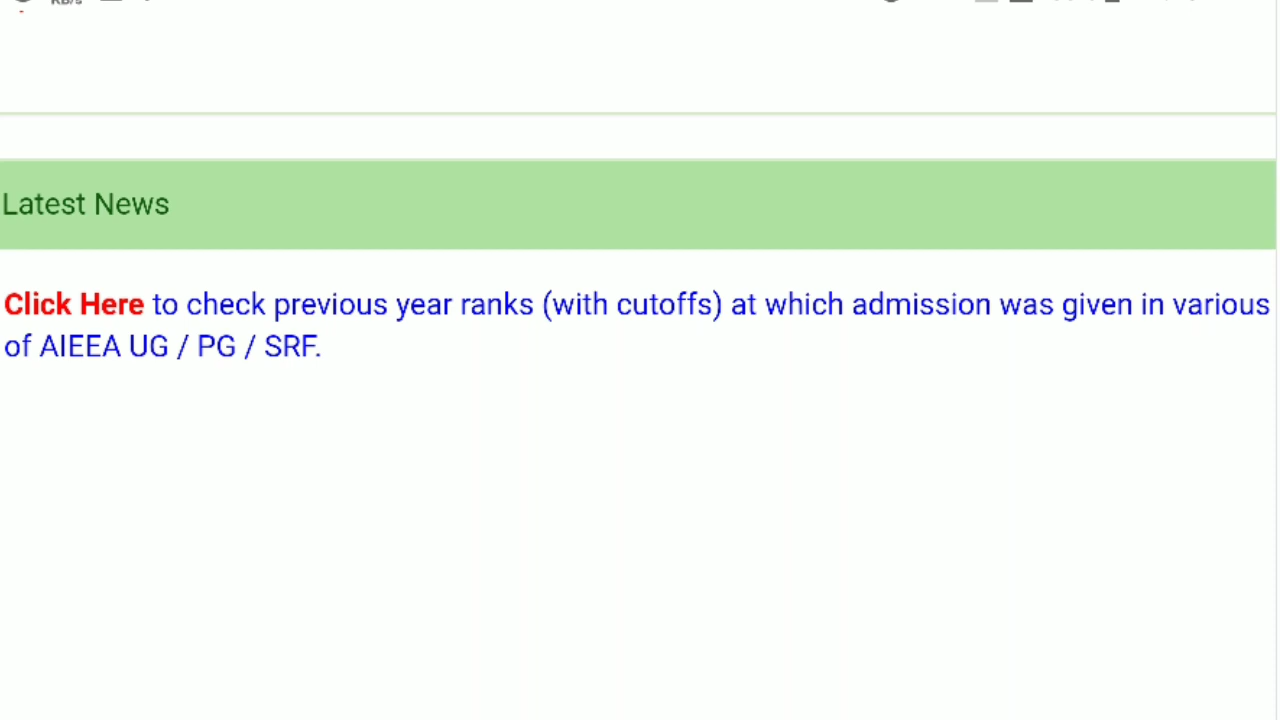 Latest News
Click Here to check previous year ranks (with cutoffs) at which admission was given in various
of AIEEA UG / PG / SRF.